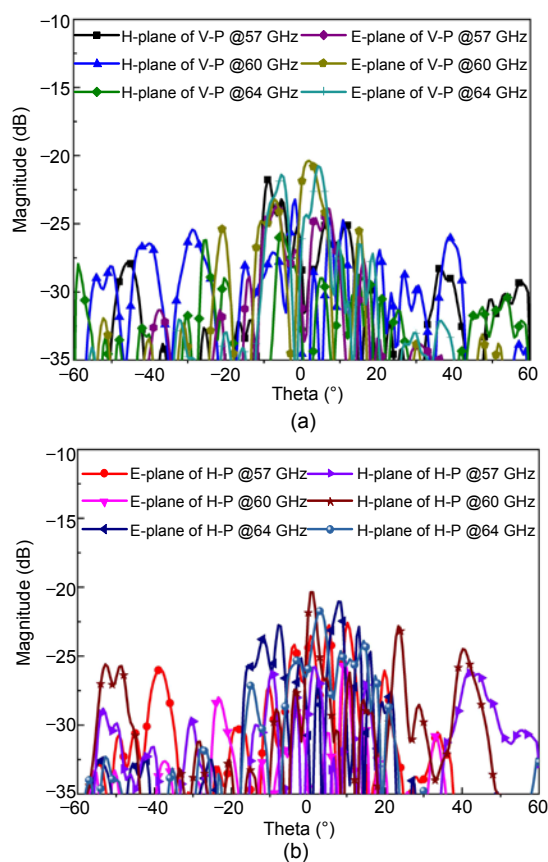 −10
H-plane of V-P @57 GHz E-plane of V-P @57 GHz
H-plane of V-P @60 GHz E-plane of V-P @60 GHz
H-plane of V-P @64 GHz E-plane of V-P @64 GHz
−15
−20
−25
−30
−35
Magnitude (dB)
−60 −40 −20 0 20 40 60
Theta (°)
(a)
−10
E-plane of H-P @57 GHz H-plane of H-P @57 GHz
E-plane of H-P @60 GHz H-plane of H-P @60 GHz
E-plane of H-P @64 GHz H-plane of H-P @64 GHz
−15
−20
−25
−30
−35
Magnitude (dB)
−60 −40 −20 0 20 40 60
Theta (°)
(b)